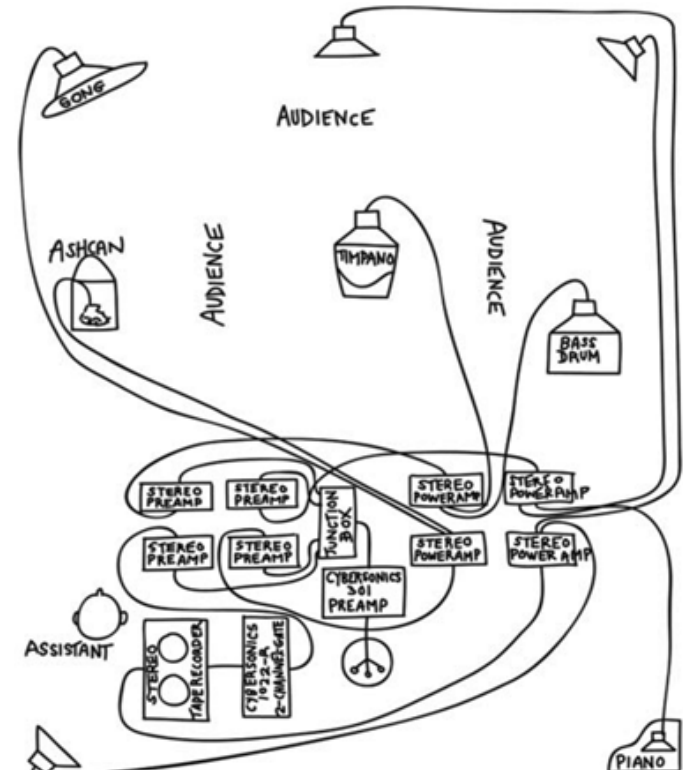 GONG
AUDIENCE
ASHCAN
AUDIENCE
TIMPANO
AUDIENCE
BASS
DRUM
STEREO
PREAMP
STEREO
PREAMP
STEREO
POWERAMP
STEREO
POWERAMP
JUNCTION
BOX
STEREO
PREAMP
STEREO
PREAMP
STEREO
POWERAMP
STEREO
POWER AMP
CYBERSONICS
301
PREAMP
ASSISTANT
STEREO
TAPE RECORDER
CYBERSONICS
1022-R
2-CHANNEL GATE
PIANO